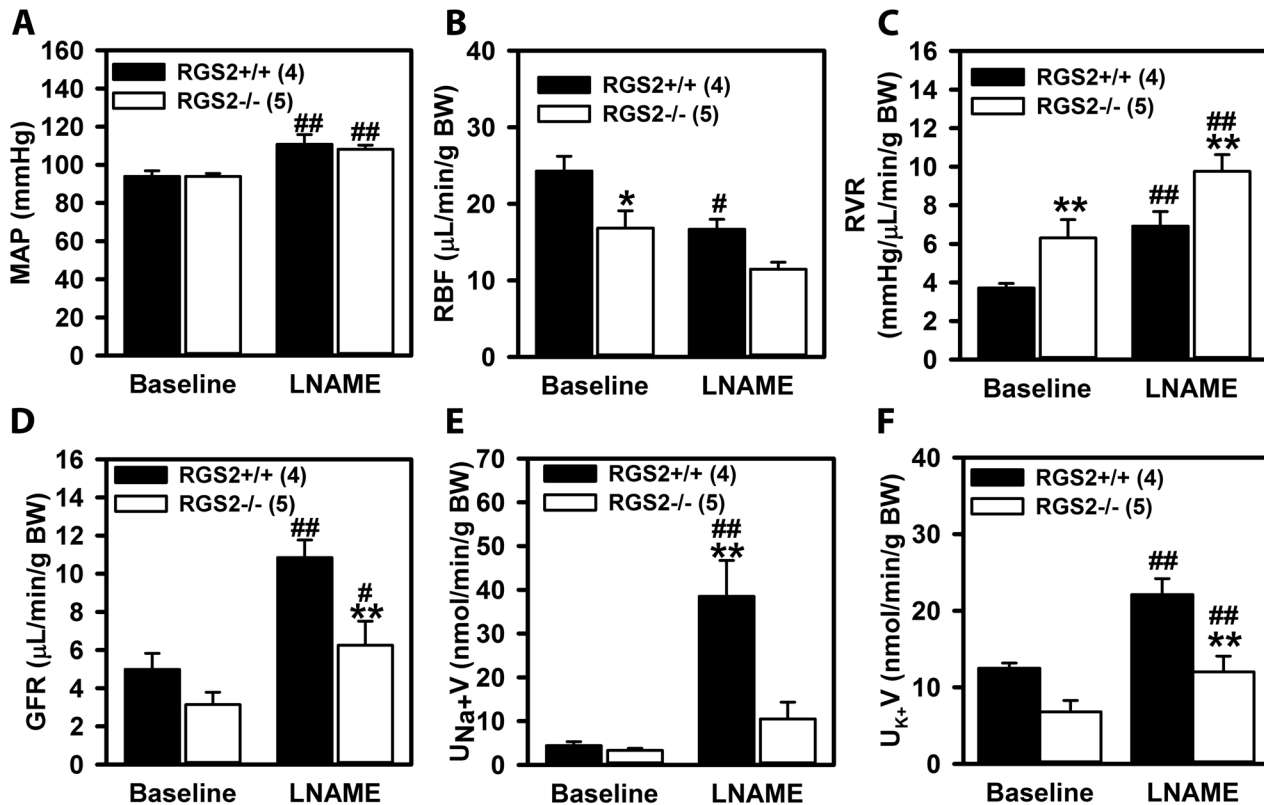 A
MAP (mmHg)
160
140
120
100
80
60
40
20
0
RGS2+/+ (4)
RGS2-/- (5)
##
##
Baseline
LNAME
B
RBF (μL/min/g BW)
40
30
20
10
0
RGS2+/+ (4)
RGS2-/- (5)
*
#
Baseline
LNAME
C
RVR
(mmHg/μL/min/g BW)
16
14
12
10
8
6
4
2
0
RGS2+/+ (4)
RGS2-/- (5)
**
##
##
**
Baseline
LNAME
D
GFR (μL/min/g BW)
16
14
12
10
8
6
4
2
0
RGS2+/+ (4)
RGS2-/- (5)
##
#
**
Baseline
LNAME
E
UNa+V (nmol/min/g BW)
70
60
50
40
30
20
10
0
RGS2+/+ (4)
RGS2-/- (5)
##
**
Baseline
LNAME
F
UK+V (nmol/min/g BW)
40
30
20
10
0
RGS2+/+ (4)
RGS2-/- (5)
##
##
**
Baseline
LNAME